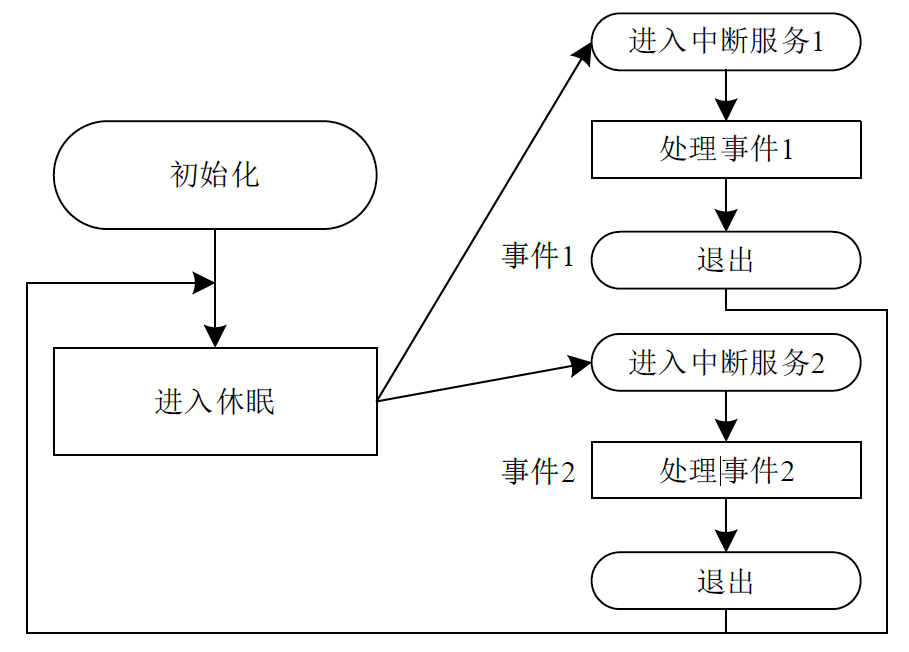 初始化
进入休眠
事件1
进入中断服务1
处理事件1
退出
事件2
进入中断服务2
处理事件2
退出